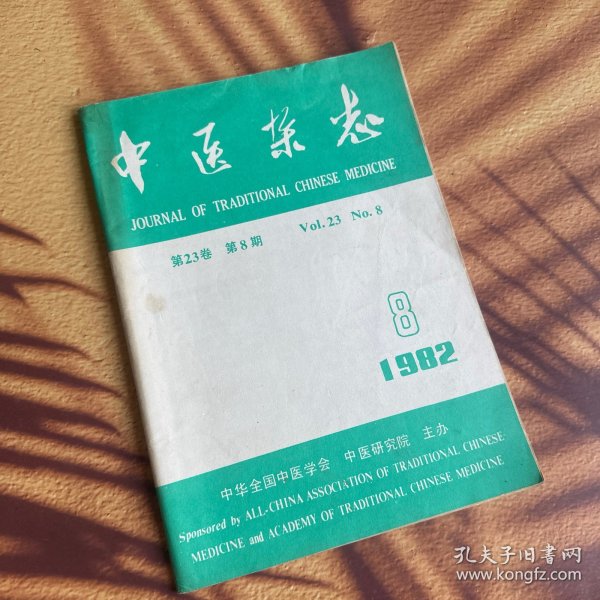 中医杂志
JOURNAL OF TRADITIONAL CHINESE MEDICINE
第23卷 第8期 Vol.23 No.8
8
1982
中华全国中医学会 中医研究院 主办
Sponsored by ALL-CHINA ASSOCIATION OF TRADITIONAL CHINESE
MEDICINE and ACADEMY OF TRADITIONAL CHINESE MEDICINE
孔夫子旧书网
www.kongfz.com